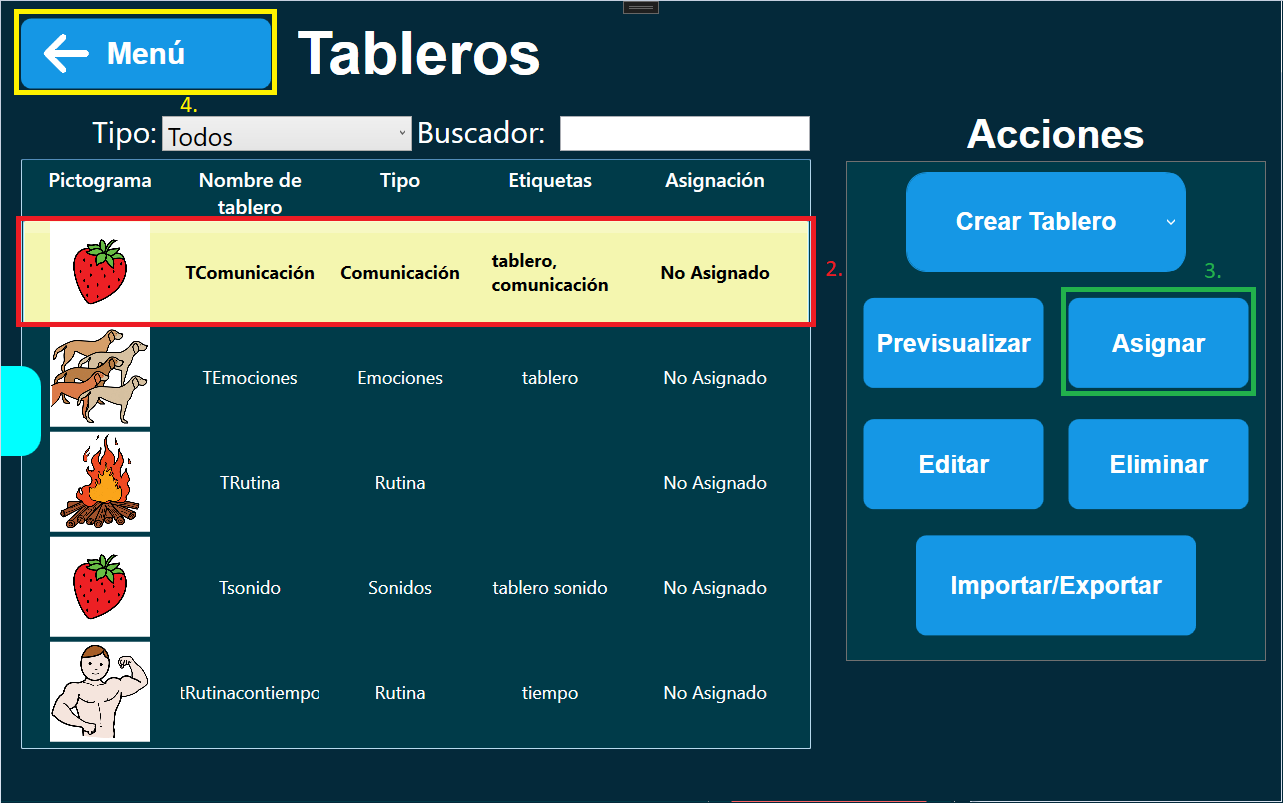 Menú
Tableros
4.
Tipo: Todos Buscador:
Acciones
Pictograma Nombre de tablero Tipo Etiquetas Asignación
TComunicación Comunicación tablero, comunicación No Asignado
2.
TEmociones Emociones tablero No Asignado
TRutina Rutina No Asignado
Tsonido Sonidos tablero sonido No Asignado
tRutinacontiempo Rutina tiempo No Asignado
Crear Tablero
3.
Previsualizar Asignar
Editar Eliminar
Importar/Exportar